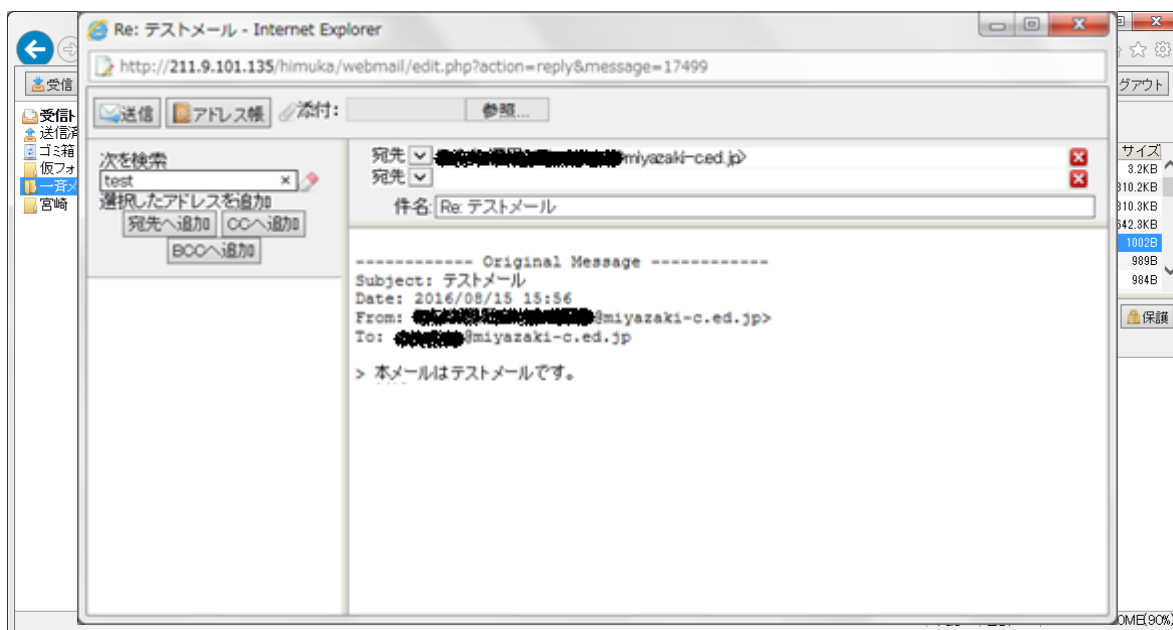 Re: テストメール - Internet Explorer
http://211.9.101.135/himuka/webmail/edit.php?action=reply&message=17499
送信 アドレス帳 添付: 参照...
次を検索
test ×
選択したアドレスを追加
宛先へ追加 CCへ追加
BCCへ追加
宛先 miyazaki-c.ed.jp>
宛先
件名: Re: テストメール
------------ Original Message ------------
Subject: テストメール
Date: 2016/08/15 15:56
From: @miyazaki-c.ed.jp>
To: @miyazaki-c.ed.jp
> 本メールはテストメールです。
受信
受信ト
送信済
ゴミ箱
仮フォ
一斉メ
宮崎
グアウト
サイズ
3.2KB
310.2KB
310.3KB
642.3KB
1002B
989B
984B
保護
OME(90%)